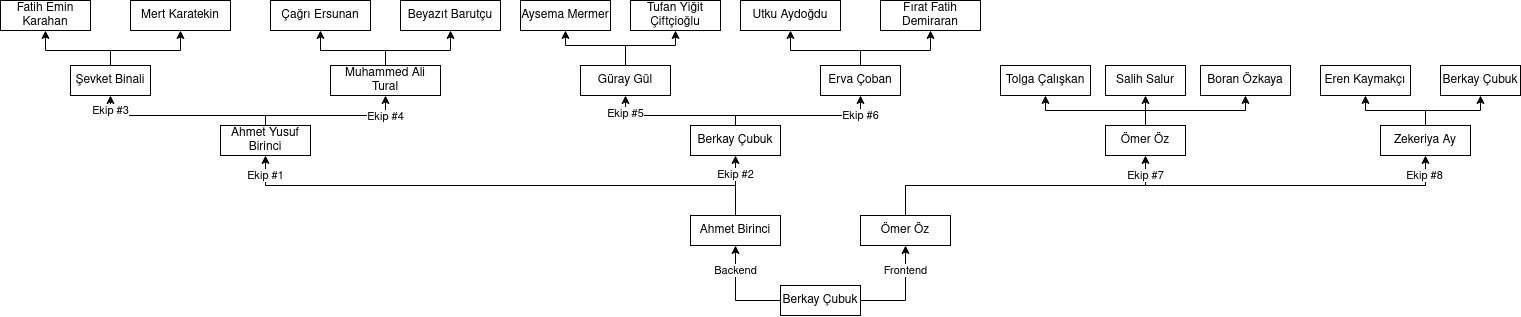 Fatih Emin
Karahan
Mert Karatekin
Çağrı Ersunan
Beyazıt Barutçu
Aysema Mermer
Tufan Yiğit
Çiftçioğlu
Utku Aydoğdu
Fırat Fatih
Demiraran
Şevket Binali
Muhammed Ali
Tural
Güray Gül
Erva Çoban
Tolga Çalışkan
Salih Salur
Boran Özkaya
Eren Kaymakçı
Berkay Çubuk
Ekip #3
Ekip #4
Ekip #5
Ekip #6
Ahmet Yusuf
Birinci
Berkay Çubuk
Ömer Öz
Zekeriya Ay
Ekip #1
Ekip #2
Ekip #7
Ekip #8
Ahmet Birinci
Ömer Öz
Backend
Frontend
Berkay Çubuk